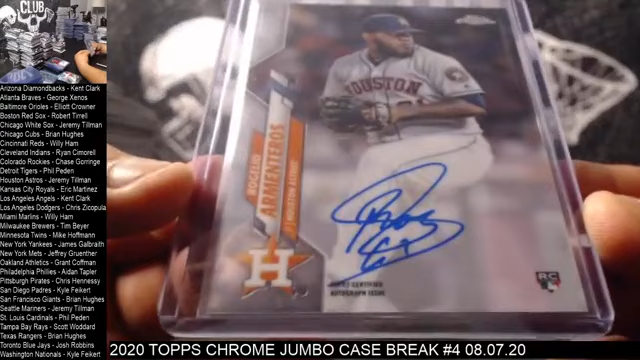 CLUB
Arizona Diamondbacks - Kent Clark
Atlanta Braves - George Xenos
Baltimore Orioles - Elliott Crowner
Boston Red Sox - Robert Tirrell
Chicago White Sox - Jeremy Tillman
Chicago Cubs - Brian Hughes
Cincinnati Reds - Willy Ham
Cleveland Indians - Ryan Cimorell
Colorado Rockies - Chase Gorringe
Detroit Tigers - Phil Peden
Houston Astros - Jeremy Tillman
Kansas City Royals - Eric Martinez
Los Angeles Angels - Kent Clark
Los Angeles Dodgers - Chris Zicopula
Miami Marlins - Willy Ham
Milwaukee Brewers - Tim Beyer
Minnesota Twins - Mike Hoffmann
New York Yankees - James Galbraith
New York Mets - Jeffrey Gruenther
Oakland Athletics - Grant Coffman
Philadelphia Phillies - Aidan Tapler
Pittsburgh Pirates - Chris Hennessy
San Diego Padres - Kyle Feikert
San Francisco Giants - Brian Hughes
Seattle Mariners - Jeremy Tillman
St. Louis Cardinals - Phil Peden
Tampa Bay Rays - Scott Woddard
Texas Rangers - Brian Hughes
Toronto Blue Jays - Josh Robbins
Washington Nationals - Kyle Feikert
Chrome
HOUSTON
ROGELIO
ARMENTEROS
HOUSTON ASTROS
H
TOPPS CERTIFIED
AUTOGRAPH ISSUE
RC
2020 TOPPS CHROME JUMBO CASE BREAK #4 08.07.20